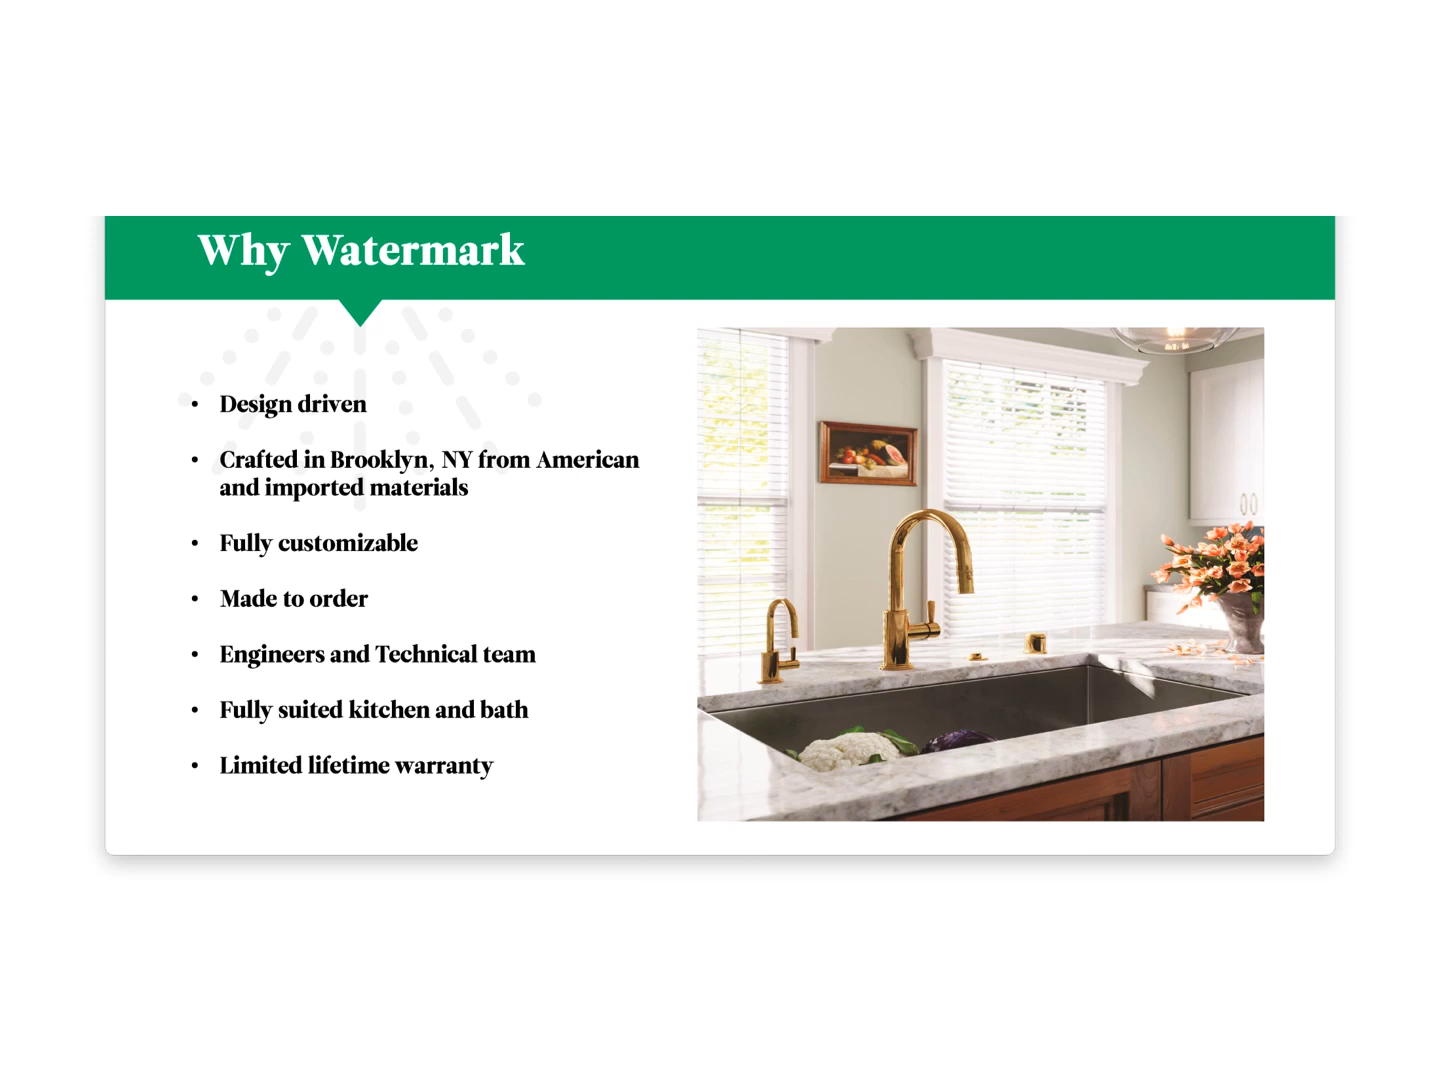 Why Watermark
• Design driven
• Crafted in Brooklyn, NY from American
and imported materials
• Fully customizable
• Made to order
• Engineers and Technical team
• Fully suited kitchen and bath
• Limited lifetime warranty